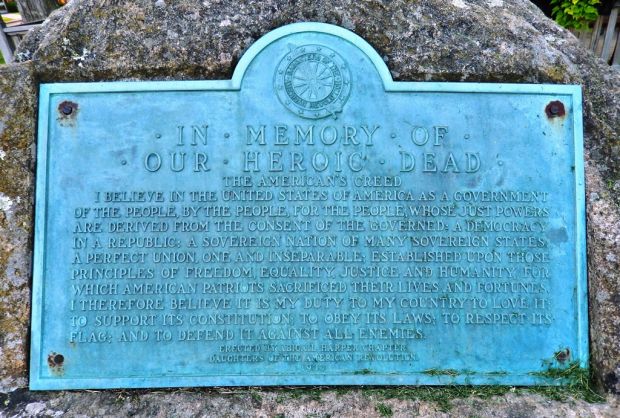 · IN · MEMORY · OF ·
· OUR · HEROIC · DEAD ·
THE AMERICAN'S CREED
I BELIEVE IN THE UNITED STATES OF AMERICA AS A GOVERNMENT
OF THE PEOPLE, BY THE PEOPLE, FOR THE PEOPLE, WHOSE JUST POWERS
ARE DERIVED FROM THE CONSENT OF THE GOVERNED: A DEMOCRACY
IN A REPUBLIC; A SOVEREIGN NATION OF MANY SOVEREIGN STATES;
A PERFECT UNION, ONE AND INSEPARABLE; ESTABLISHED UPON THOSE
PRINCIPLES OF FREEDOM, EQUALITY, JUSTICE, AND HUMANITY, FOR
WHICH AMERICAN PATRIOTS SACRIFICED THEIR LIVES AND FORTUNES.
I THEREFORE BELIEVE IT IS MY DUTY TO MY COUNTRY TO LOVE IT;
TO SUPPORT ITS CONSTITUTION; TO OBEY ITS LAWS; TO RESPECT ITS
FLAG; AND TO DEFEND IT AGAINST ALL ENEMIES.
ERECTED BY CHAPTER
DAUGHTERS OF THE AMERICAN REVOLUTION